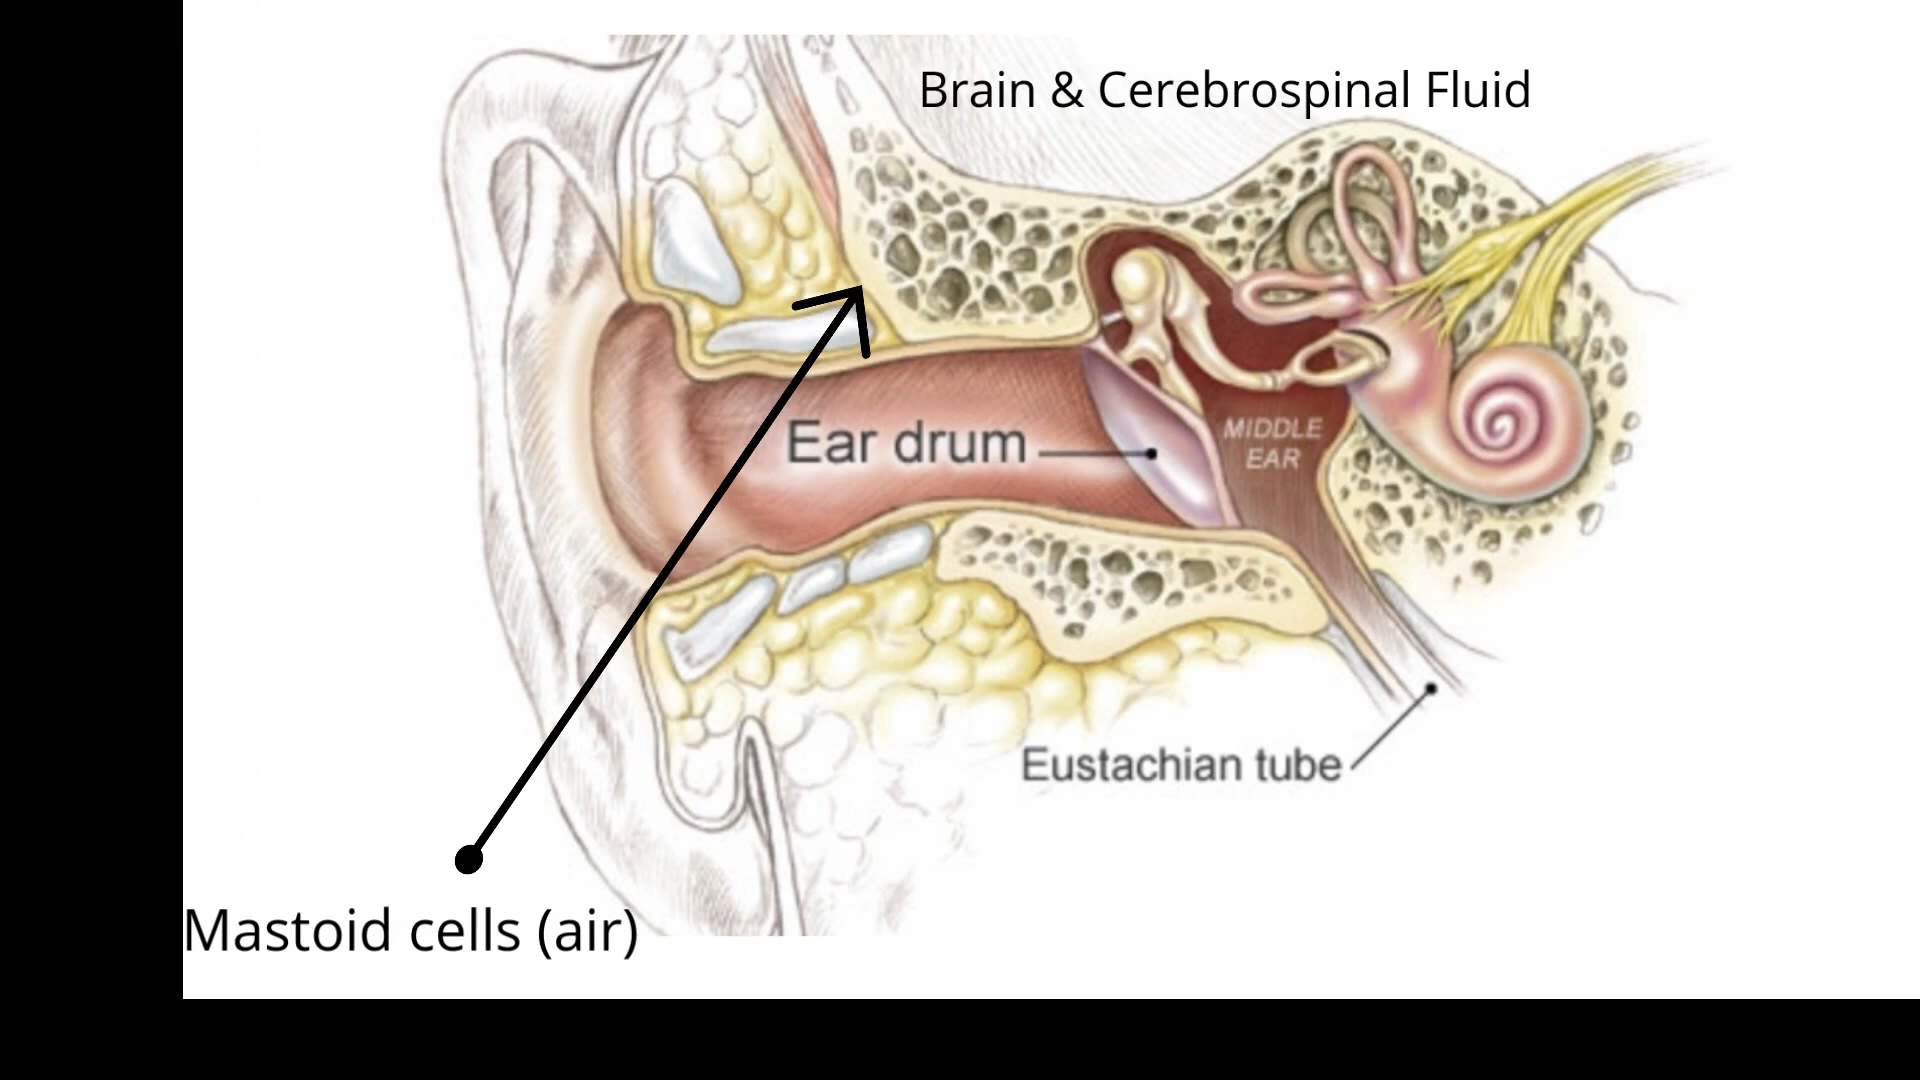 Brain & Cerebrospinal Fluid
Ear drum
MIDDLE
EAR
Eustachian tube
Mastoid cells (air)